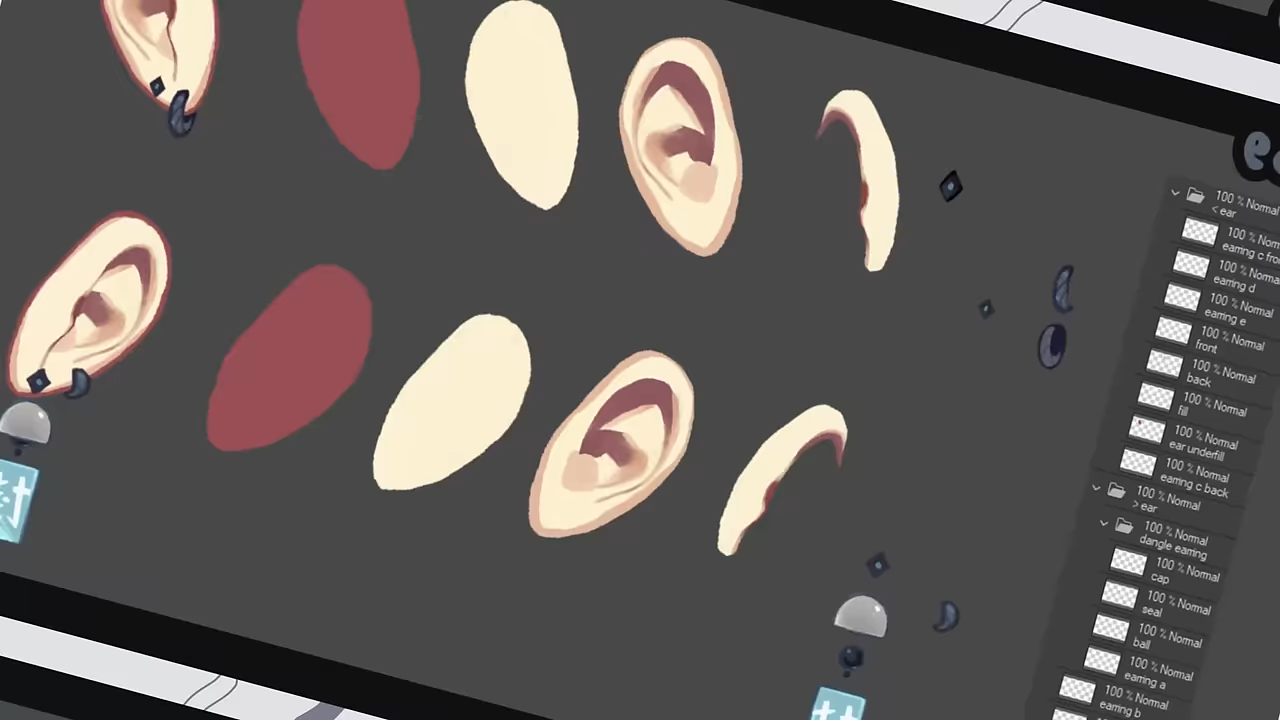 100 % Normal
< ear
100 % Norm
earring c fro
100 % Normal
earring d
100 % Normal
earring e
100 % Normal
front
100 % Normal
back
100 % Normal
fill
100 % Normal
ear underfill
100 % Normal
earring c back
100 % Normal
> ear
100 % Normal
dangle earring
100 % Normal
cap
100 % Normal
seal
100 % Normal
ball
100 % Normal
earring a
100 % Normal
earring b